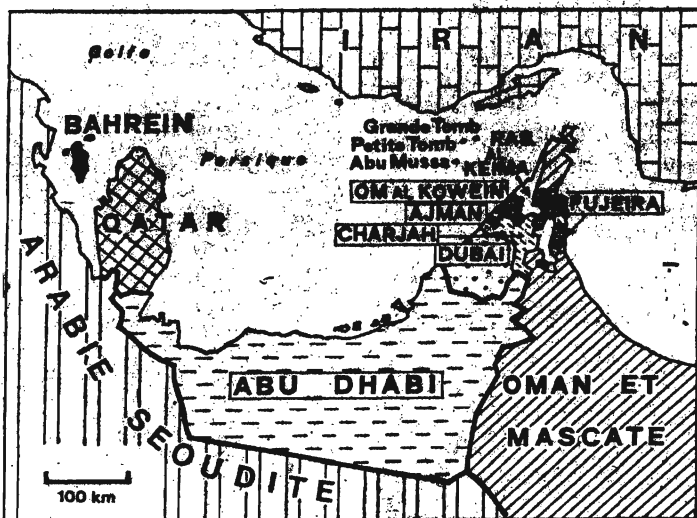 IRAN
Golfe
BAHREIN
Persique
Grande Tomb
Petite Tomb
Abu Mussa
RAS
KEIMA
OM AL KOWEIN
AJMAN
FUJEIRA
CHARJAH
DUBAI
QATAR
ARABIE SEOUDITE
ABU DHABI
OMAN ET
MASCATE
100 km